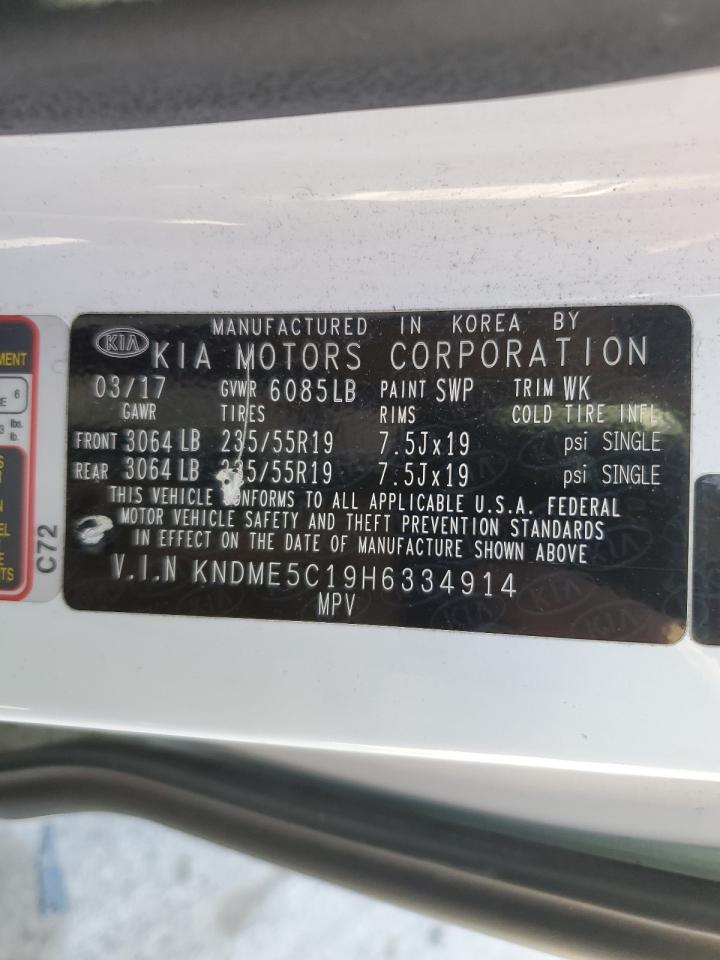 MANUFACTURED IN KOREA BY
KIA KIA MOTORS CORPORATION
03/17 GVWR 6085LB PAINT SWP TRIM WK
GAWR TIRES RIMS COLD TIRE INFL
FRONT 3064 LB 235/55R19 7.5Jx19 psi SINGLE
REAR 3064 LB 235/55R19 7.5Jx19 psi SINGLE
THIS VEHICLE CONFORMS TO ALL APPLICABLE U.S.A. FEDERAL
MOTOR VEHICLE SAFETY AND THEFT PREVENTION STANDARDS
IN EFFECT ON THE DATE OF MANUFACTURE SHOWN ABOVE
V.I.N KNDME5C19H6334914
MPV
C72
6
lbs.
lb.